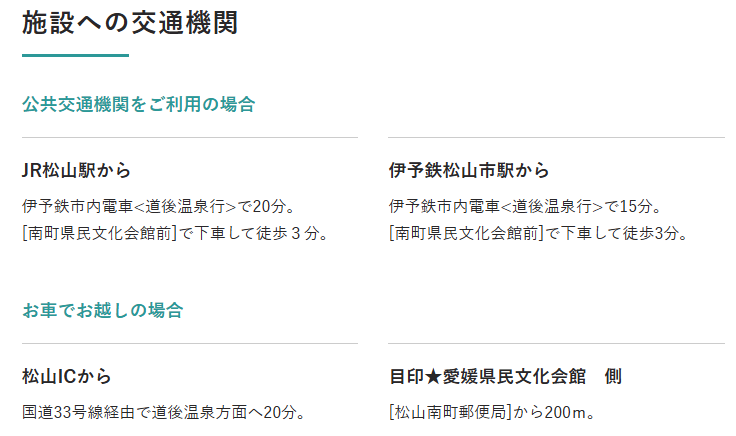 施設への交通機関
公共交通機関をご利用の場合
JR松山駅から
伊予鉄市内電車<道後温泉行>で20分。
[南町県民文化会館前]で下車して徒歩３分。
伊予鉄松山市駅から
伊予鉄市内電車<道後温泉行>で15分。
[南町県民文化会館前]で下車して徒歩3分。
お車でお越しの場合
松山ICから
国道33号線経由で道後温泉方面へ20分。
目印★愛媛県民文化会館　側
[松山南町郵便局]から200ｍ。